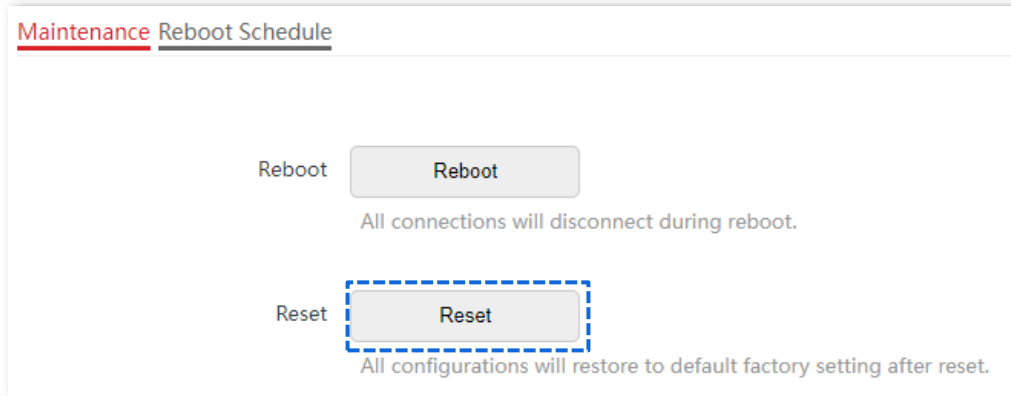 Maintenance Reboot Schedule
Reboot Reboot
All connections will disconnect during reboot.
Reset Reset
All configurations will restore to default factory setting after reset.